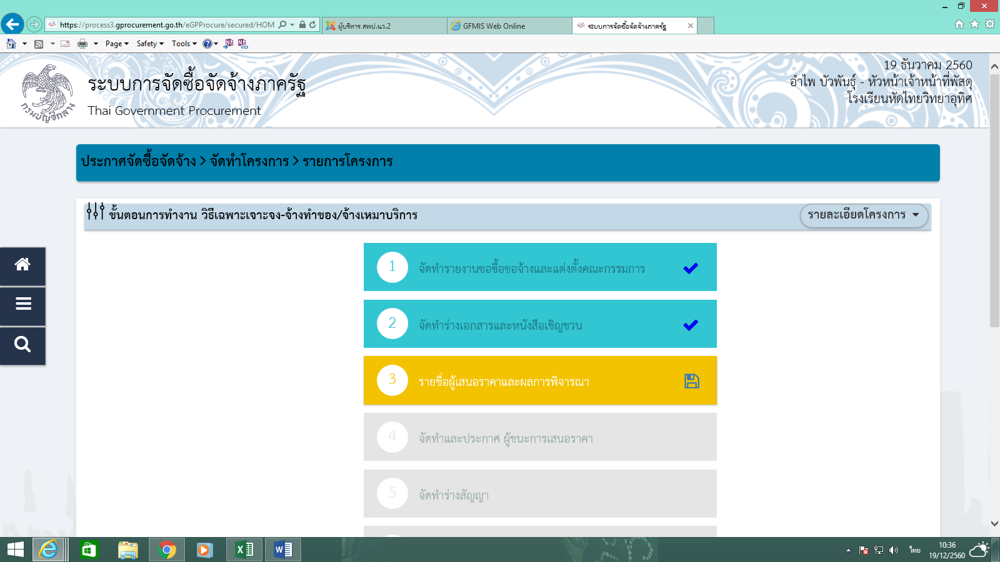 https://process3.gprocurement.go.th/eGPProcure/secured/HOM
ผู้บริหาร สพป.นว.2
GFMIS Web Online
ระบบการจัดซื้อจัดจ้างภาครัฐ
Page
Safety
Tools
ระบบการจัดซื้อจัดจ้างภาครัฐ
Thai Government Procurement
กรมบัญชีกลาง
19 ธันวาคม 2560
อำไพ บัวพันธุ์ - หัวหน้าเจ้าหน้าที่พัสดุ
โรงเรียนหัดไทยวิทยาอุทิศ
ประกาศจัดซื้อจัดจ้าง > จัดทำโครงการ > รายการโครงการ
ขั้นตอนการทำงาน วิธีเฉพาะเจาะจง-จ้างทำของ/จ้างเหมาบริการ
รายละเอียดโครงการ
1 จัดทำรายงานขอซื้อขอจ้างและแต่งตั้งคณะกรรมการ
2 จัดทำร่างเอกสารและหนังสือเชิญชวน
3 รายชื่อผู้เสนอราคาและผลการพิจารณา
4 จัดทำและประกาศ ผู้ชนะการเสนอราคา
5 จัดทำร่างสัญญา
ไทย
10:36
19/12/2560